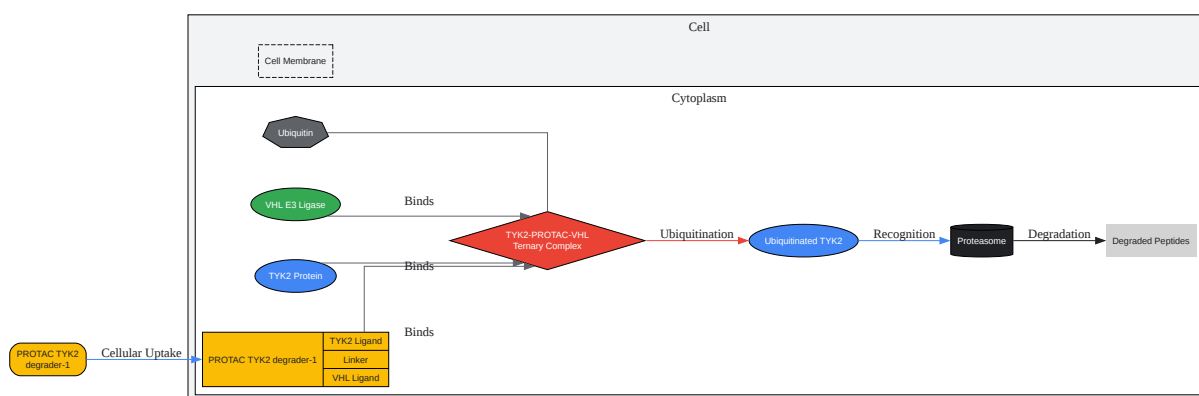 Cell
Cell Membrane
Cytoplasm
Ubiquitin
VHL E3 Ligase
Binds
TYK2-PROTAC-VHL
Ternary Complex
Ubiquitination
Ubiquitinated TYK2
Recognition
Proteasome
Degradation
Degraded Peptides
TYK2 Protein
Binds
Binds
PROTAC TYK2
degrader-1
Cellular Uptake
PROTAC TYK2 degrader-1
TYK2 Ligand
Linker
VHL Ligand